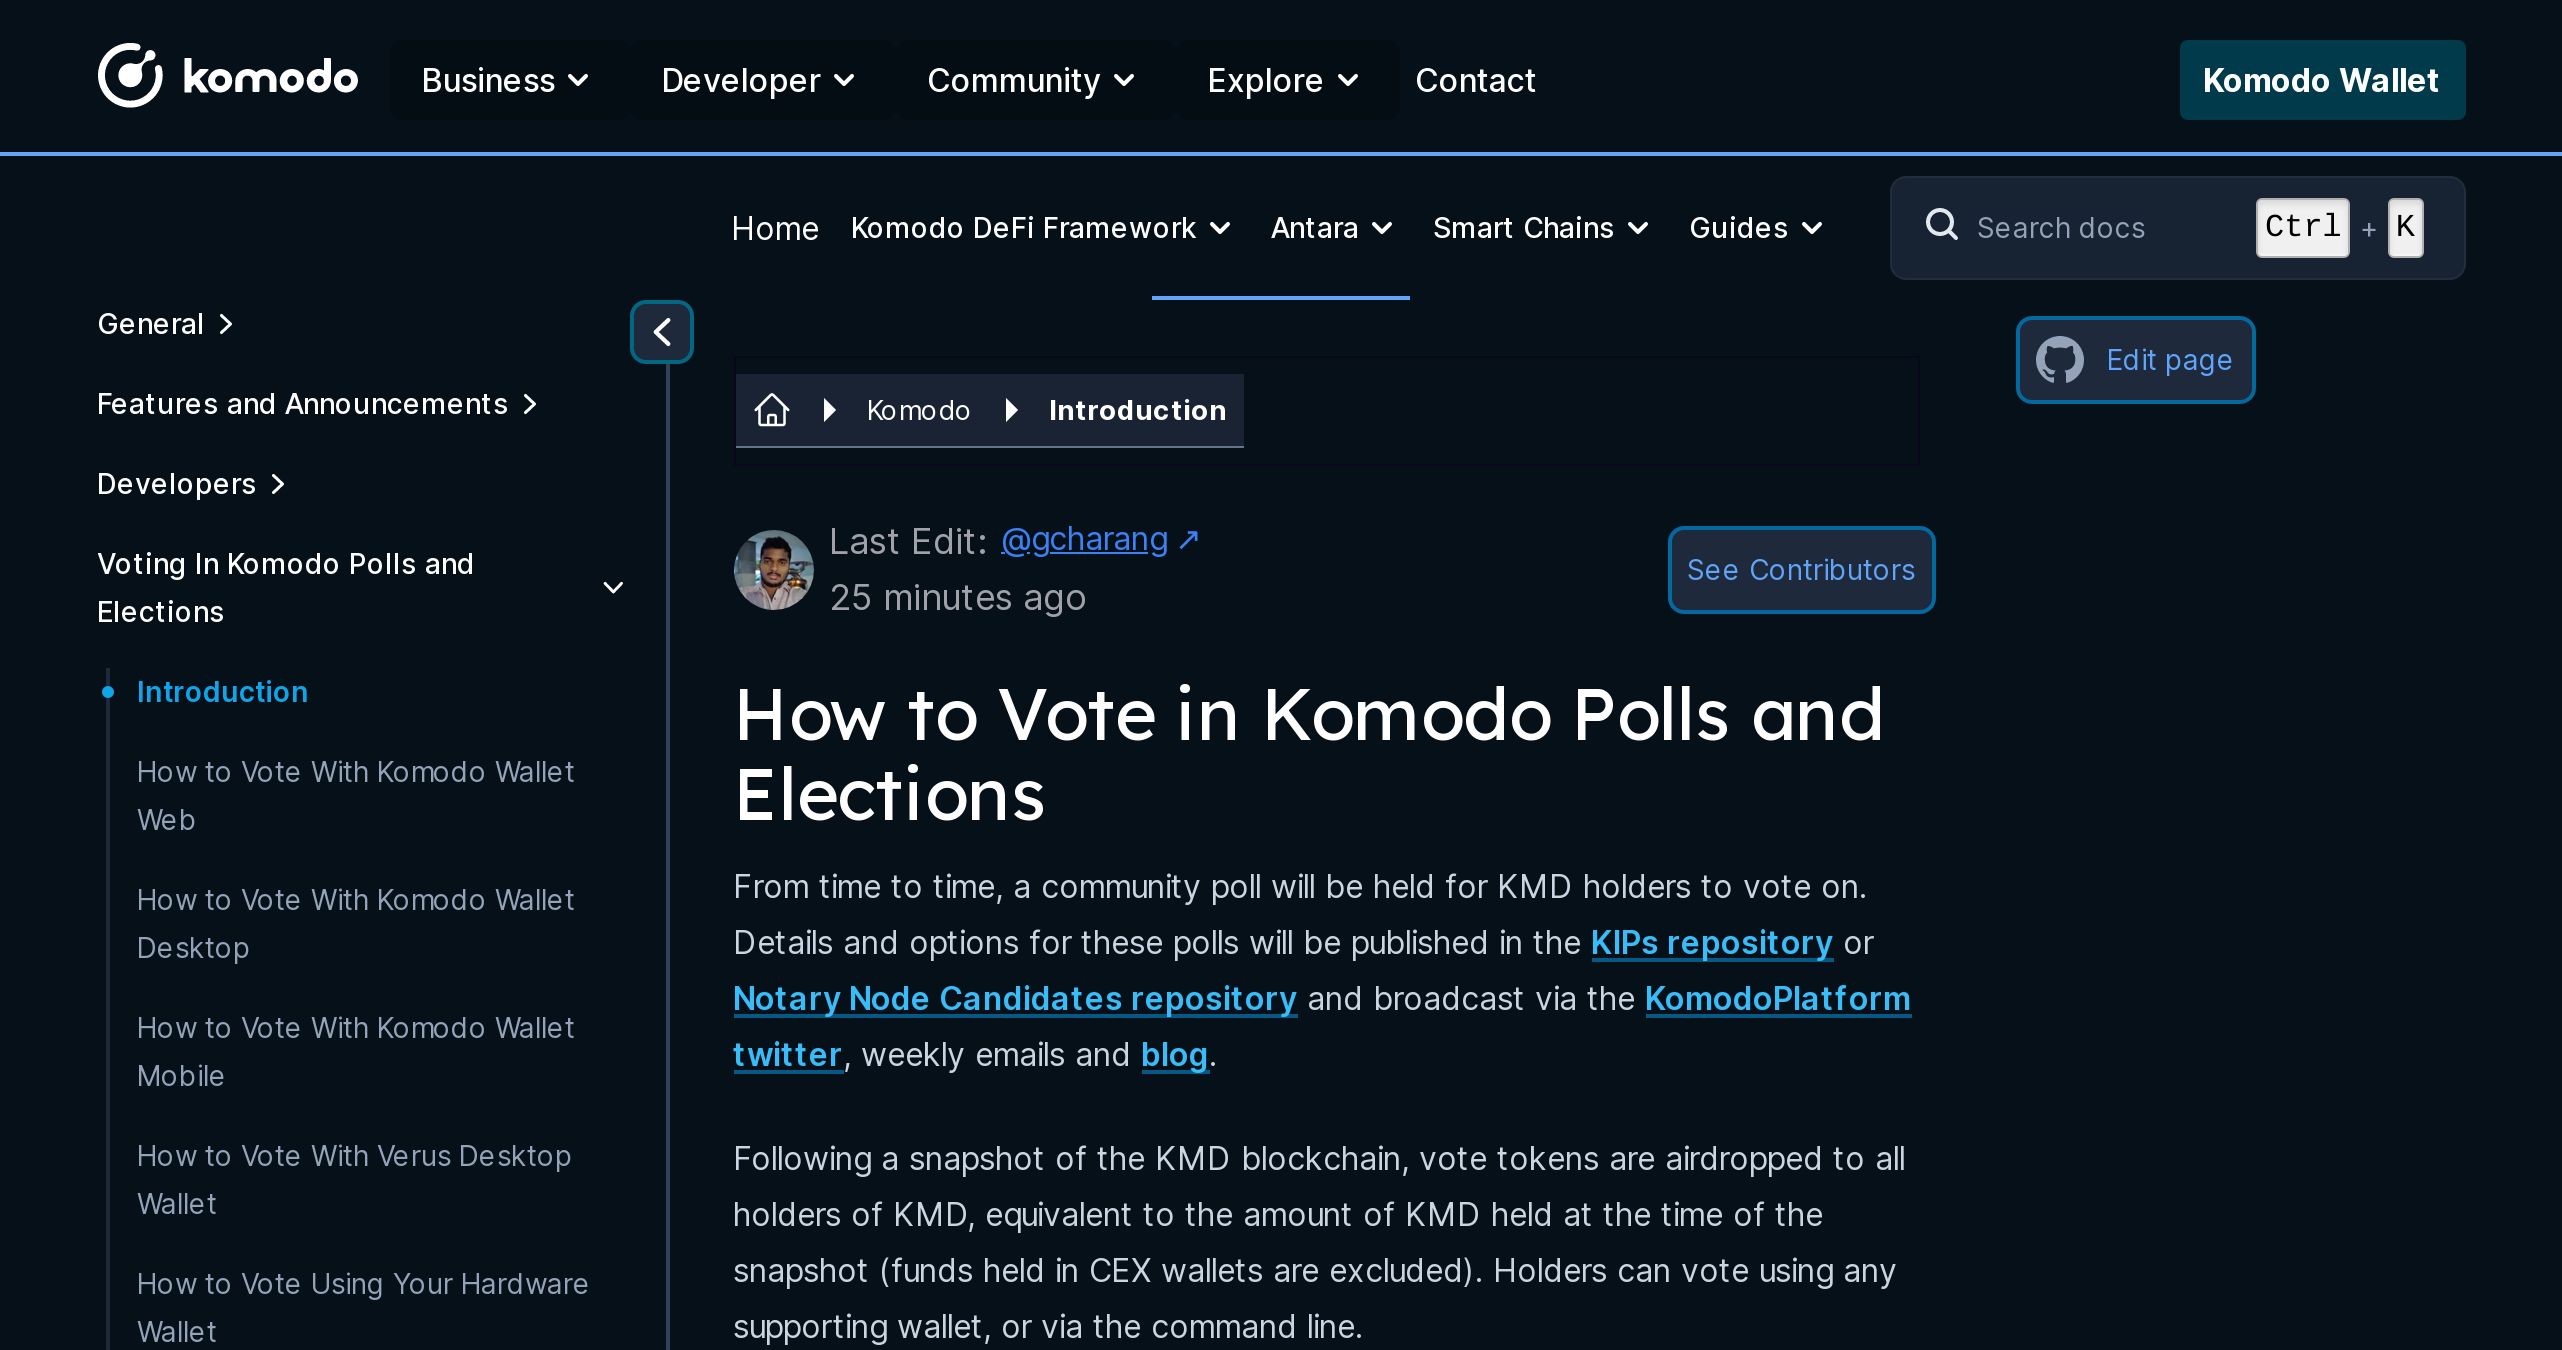 komodo Business Developer Community Explore Contact Komodo Wallet
Home Komodo DeFi Framework Antara Smart Chains Guides Search docs Ctrl + K
General
Features and Announcements
Developers
Voting In Komodo Polls and
Elections
Introduction
How to Vote With Komodo Wallet
Web
How to Vote With Komodo Wallet
Desktop
How to Vote With Komodo Wallet
Mobile
How to Vote With Verus Desktop
Wallet
How to Vote Using Your Hardware
Wallet
Edit page
Komodo Introduction
Last Edit: @gcharang ↗
25 minutes ago
See Contributors
How to Vote in Komodo Polls and
Elections
From time to time, a community poll will be held for KMD holders to vote on.
Details and options for these polls will be published in the KIPs repository or
Notary Node Candidates repository and broadcast via the KomodoPlatform
twitter, weekly emails and blog.
Following a snapshot of the KMD blockchain, vote tokens are airdropped to all
holders of KMD, equivalent to the amount of KMD held at the time of the
snapshot (funds held in CEX wallets are excluded). Holders can vote using any
supporting wallet, or via the command line.